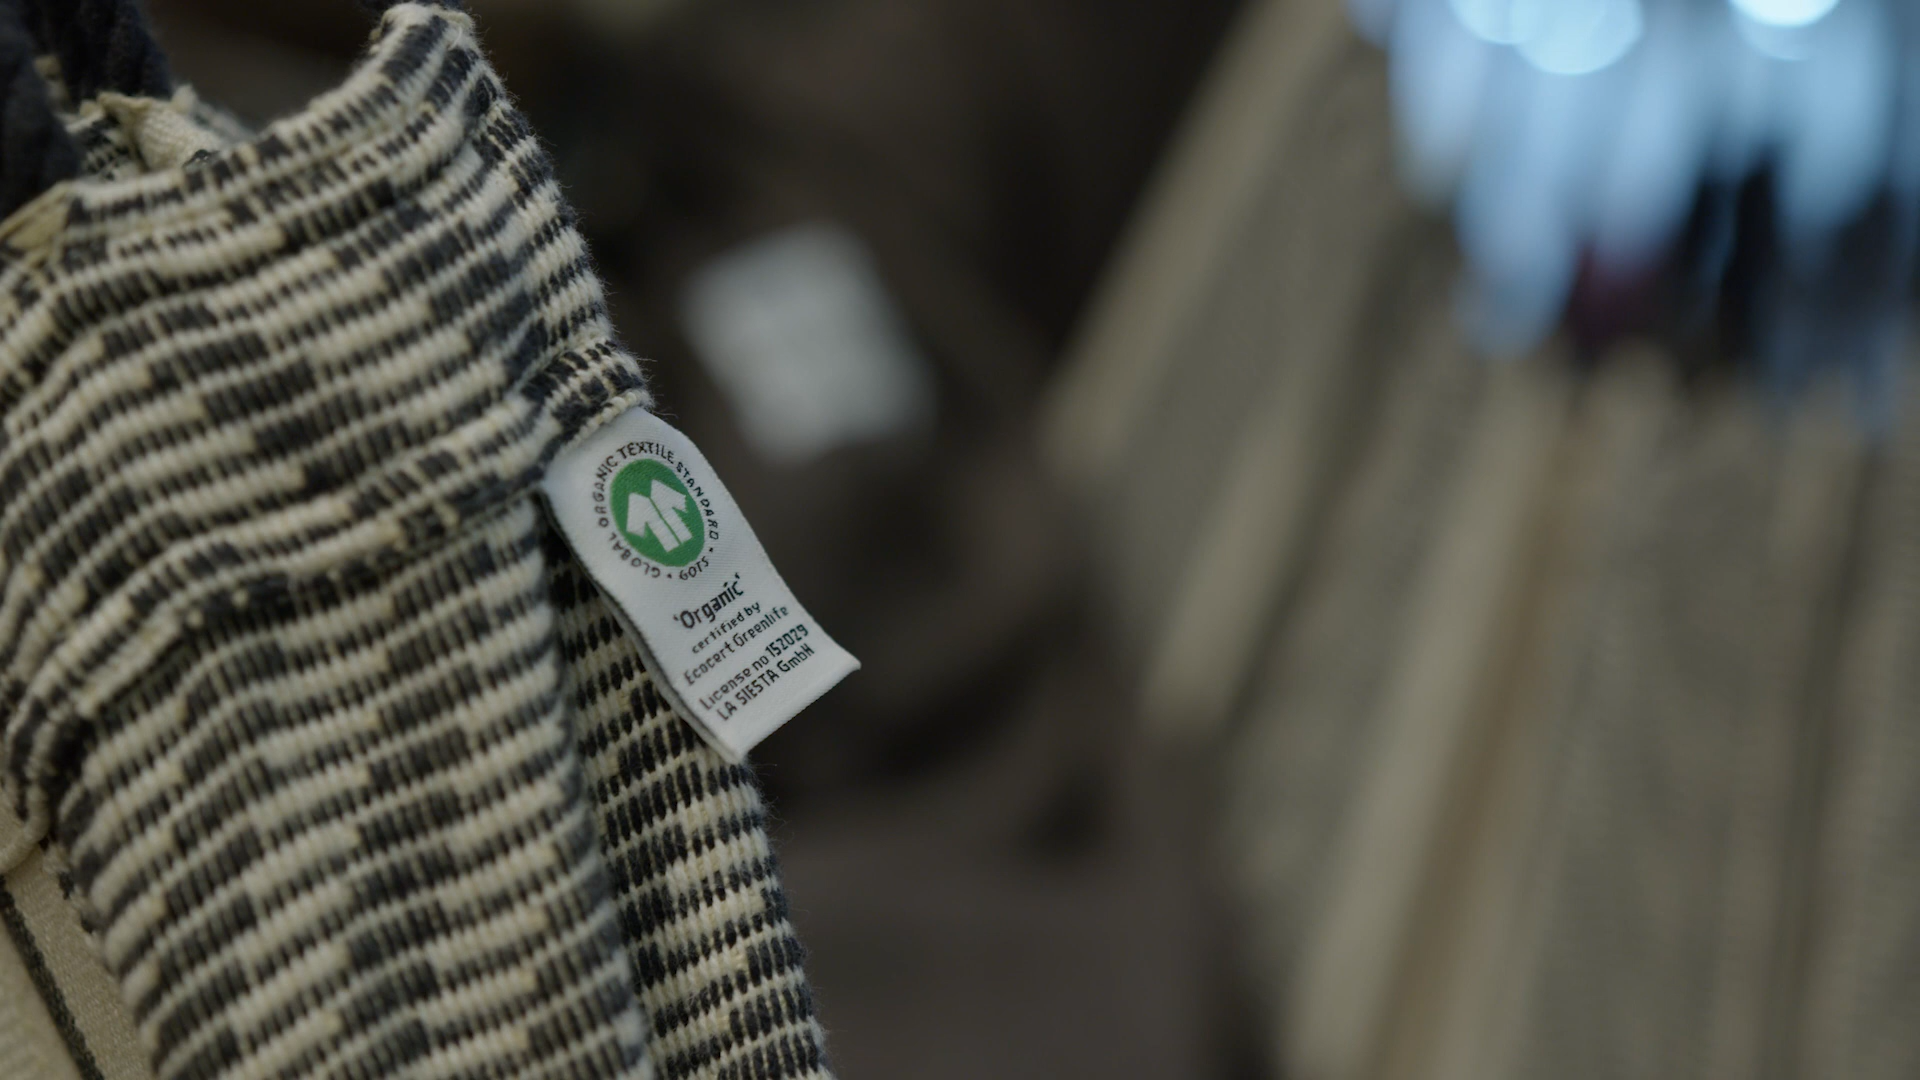 GLOBAL ORGANIC TEXTILE STANDARD • GOTS •
'Organic'
certified by
Ecocert Greenlife
License no 152029
LA SIESTA GmbH